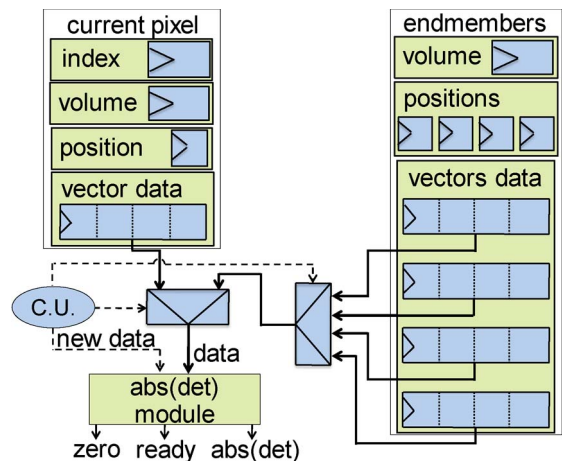 current pixel
index
volume
position
vector data
endmembers
volume
positions
vectors data
C.U.
new data
data
abs(det)
module
zero ready abs(det)